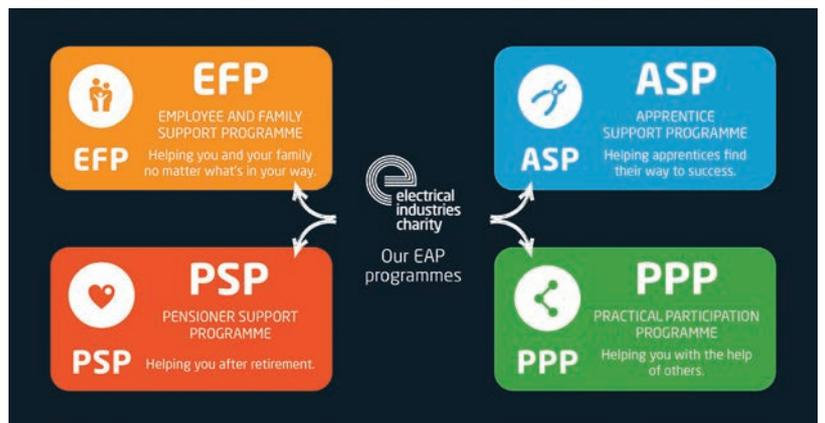 EFP
EMPLOYEE AND FAMILY
SUPPORT PROGRAMME
EFP
Helping you and your family
no matter what's in your way.
ASP
APPRENTICE
SUPPORT PROGRAMME
ASP
Helping apprentices find
their way to success.
electrical
industries
charity
Our EAP
programmes
PSP
PENSIONER SUPPORT
PROGRAMME
PSP
Helping you after retirement.
PPP
PRACTICAL PARTICIPATION
PROGRAMME
PPP
Helping you with the help
of others.